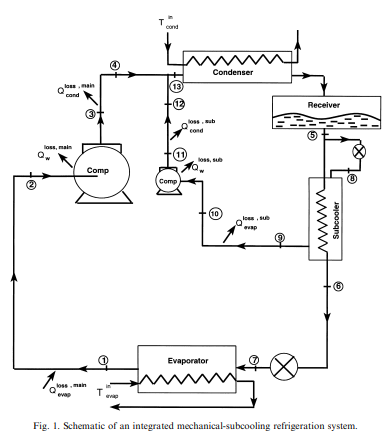 T in cond
4
Condenser
13
Q loss, main cond
12
Receiver
3
Q loss, sub cond
5
Q loss, main w
11
Q loss, sub w
8
Comp
Comp
2
Subcooler
10
Q loss, sub evap
9
6
Evaporator
1
7
T in evap
Q loss, main evap
Fig. 1. Schematic of an integrated mechanical-subcooling refrigeration system.